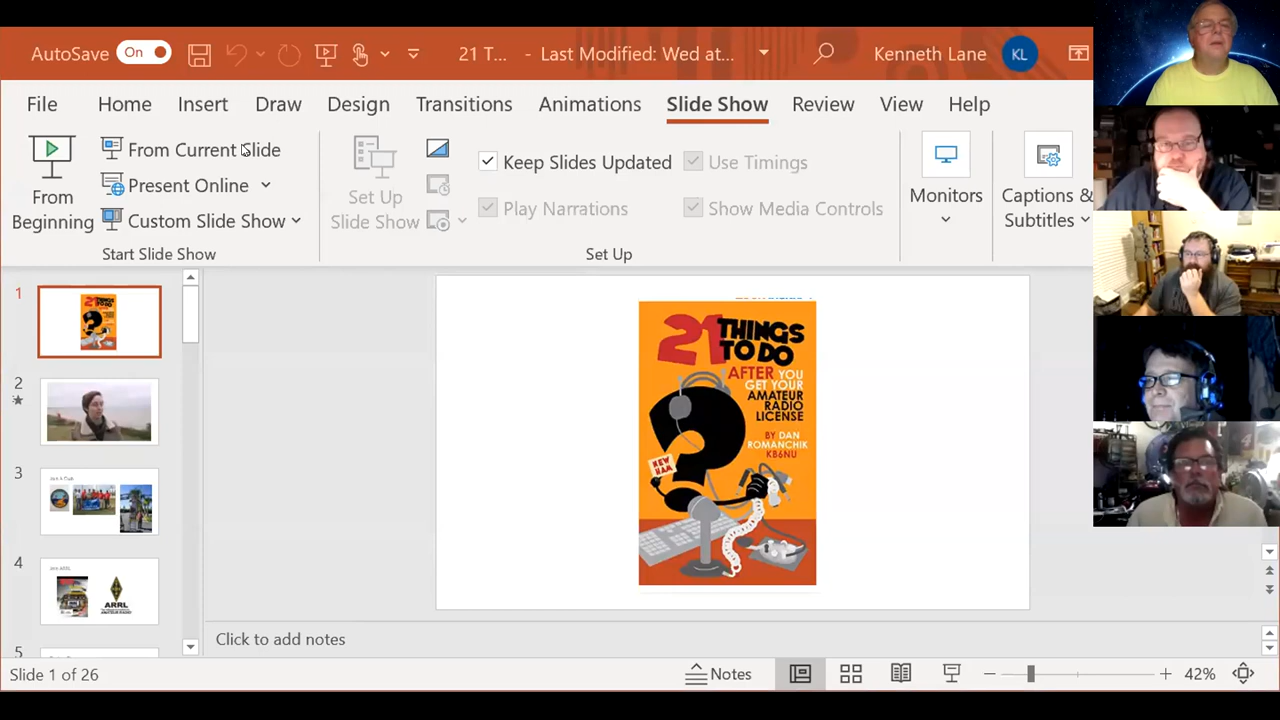 AutoSave On 21 T... - Last Modified: Wed at... Kenneth Lane KL
File Home Insert Draw Design Transitions Animations Slide Show Review View Help
From Beginning
From Current Slide
Present Online
Custom Slide Show
Start Slide Show
Set Up
Slide Show
Keep Slides Updated
Use Timings
Play Narrations
Show Media Controls
Set Up
Monitors
Captions &
Subtitles
1
21 THINGS
TO DO
2
3
4
ARRL
5
21 THINGS
TO DO
AFTER YOU
GET YOUR
AMATEUR
RADIO
LICENSE
BY DAN
ROMANCHIK
KB6NU
NEW
HAM
Click to add notes
Slide 1 of 26 Notes 42%